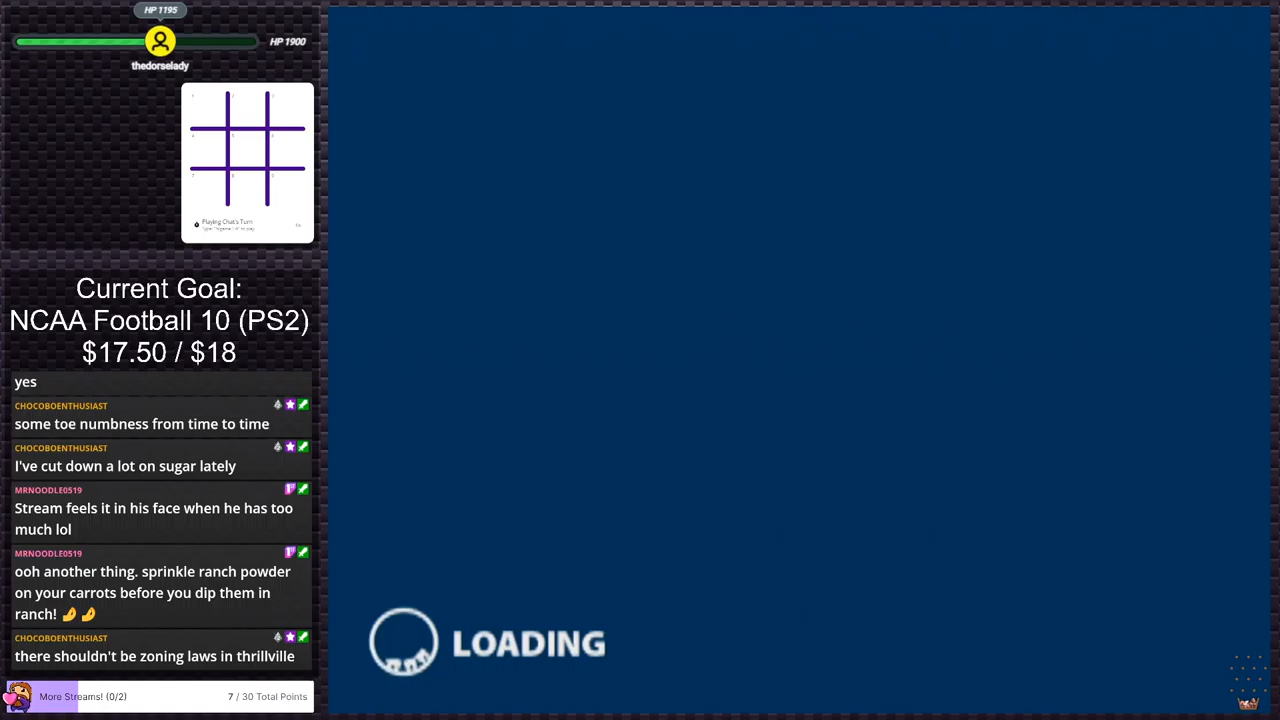 HP 1195
HP 1900
thedorselady
1
4
5
7
Playing Chat's Turn
Current Goal:
NCAA Football 10 (PS2)
$17.50 / $18
yes
CHOCOBOENTHUSIAST
some toe numbness from time to time
CHOCOBOENTHUSIAST
I've cut down a lot on sugar lately
MRNOODLE0519
Stream feels it in his face when he has too
much lol
MRNOODLE0519
ooh another thing. sprinkle ranch powder
on your carrots before you dip them in
ranch! 🤌 🤌
CHOCOBOENTHUSIAST
there shouldn't be zoning laws in thrillville
More Streams! (0/2)
7 / 30 Total Points
LOADING